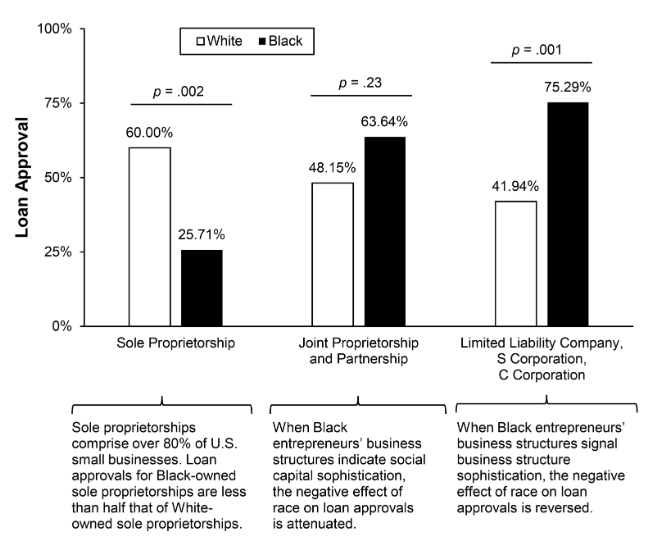 100%
White Black
p = .001
p = .002
p = .23
75.29%
75%
63.64%
60.00%
48.15%
50%
41.94%
25.71%
25%
0%
Loan Approval
Sole Proprietorship
Joint Proprietorship
and Partnership
Limited Liability Company,
S Corporation,
C Corporation
Sole proprietorships
comprise over 80% of U.S.
small businesses. Loan
approvals for Black-owned
sole proprietorships are less
than half that of White-
owned sole proprietorships.
When Black
entrepreneurs’ business
structures indicate social
capital sophistication,
the negative effect of
race on loan approvals
is attenuated.
When Black entrepreneurs’
business structures signal
business structure
sophistication, the negative
effect of race on loan
approvals is reversed.